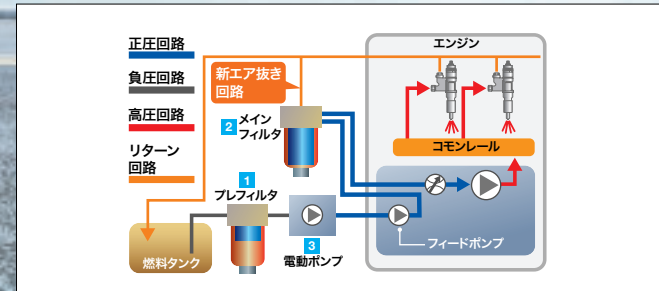 正圧回路
負圧回路
高圧回路
リターン
回路
新エア抜き
回路
2 メイン
フィルタ
1
プレフィルタ
3
電動ポンプ
燃料タンク
エンジン
コモンレール
フィードポンプ